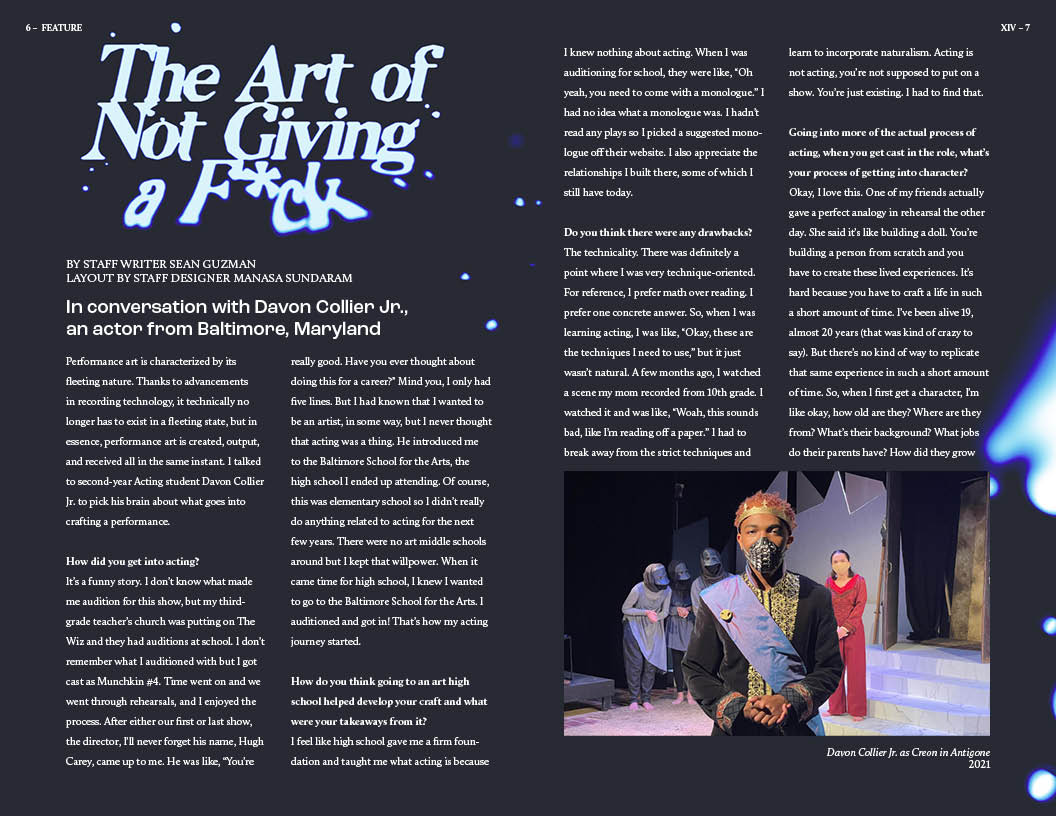 6 – FEATURE
XIV – 7
The Art of
Not Giving
a F*ck
BY STAFF WRITER SEAN GUZMAN
LAYOUT BY STAFF DESIGNER MANASA SUNDARAM
In conversation with Davon Collier Jr.,
an actor from Baltimore, Maryland
Performance art is characterized by its
fleeting nature. Thanks to advancements
in recording technology, it technically no
longer has to exist in a fleeting state, but in
essence, performance art is created, output,
and received all in the same instant. I talked
to second-year Acting student Davon Collier
Jr. to pick his brain about what goes into
crafting a performance.
How did you get into acting?
It's a funny story. I don't know what made
me audition for this show, but my third-
grade teacher's church was putting on The
Wiz and they had auditions at school. I don't
remember what I auditioned with but I got
cast as Munchkin #4. Time went on and we
went through rehearsals, and I enjoyed the
process. After either our first or last show,
the director, I'll never forget his name, Hugh
Carey, came up to me. He was like, “You're
really good. Have you ever thought about
doing this for a career?” Mind you, I only had
five lines. But I had known that I wanted to
be an artist, in some way, but I never thought
that acting was a thing. He introduced me
to the Baltimore School for the Arts, the
high school I ended up attending. Of course,
this was elementary school so I didn't really
do anything related to acting for the next
few years. There were no art middle schools
around but I kept that willpower. When it
came time for high school, I knew I wanted
to go to the Baltimore School for the Arts. I
auditioned and got in! That's how my acting
journey started.
How do you think going to an art high
school helped develop your craft and what
were your takeaways from it?
I feel like high school gave me a firm foun-
dation and taught me what acting is because
I knew nothing about acting. When I was
auditioning for school, they were like, “Oh
yeah, you need to come with a monologue.” I
had no idea what a monologue was. I hadn't
read any plays so I picked a suggested mono-
logue off their website. I also appreciate the
relationships I built there, some of which I
still have today.
Do you think there were any drawbacks?
The technicality. There was definitely a
point where I was very technique-oriented.
For reference, I prefer math over reading. I
prefer one concrete answer. So, when I was
learning acting, I was like, “Okay, these are
the techniques I need to use,” but it just
wasn't natural. A few months ago, I watched
a scene my mom recorded from 10th grade. I
watched it and was like, “Woah, this sounds
bad, like I'm reading off a paper.” I had to
break away from the strict techniques and
learn to incorporate naturalism. Acting is
not acting, you're not supposed to put on a
show. You're just existing. I had to find that.
Going into more of the actual process of
acting, when you get cast in the role, what's
your process of getting into character?
Okay, I love this. One of my friends actually
gave a perfect analogy in rehearsal the other
day. She said it's like building a doll. You're
building a person from scratch and you
have to create these lived experiences. It's
hard because you have to craft a life in such
a short amount of time. I've been alive 19,
almost 20 years (that was kind of crazy to
say). But there's no kind of way to replicate
that same experience in such a short amount
of time. So, when I first get a character, I'm
like okay, how old are they? Where are they
from? What's their background? What jobs
do their parents have? How did they grow
Davon Collier Jr. as Creon in Antigone
2021